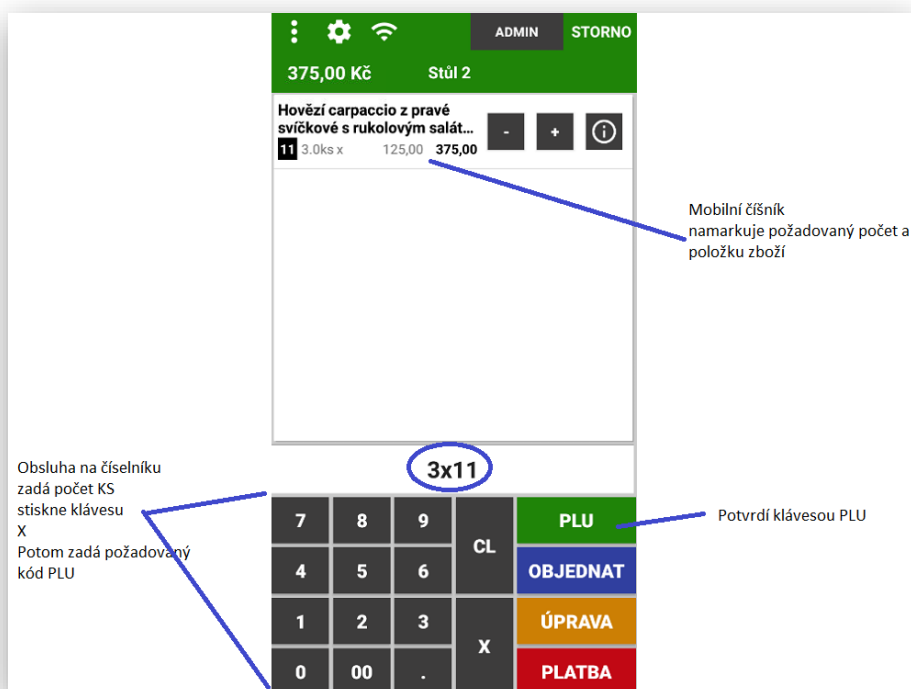 ADMIN STORNO
375,00 Kč Stůl 2
Hovězí carpaccio z pravé
svíčkové s rukolovým salát...
- +
11 3.0ks x 125,00 375,00
Mobilní číšník
namarkuje požadovaný počet a
položku zboží
3x11
Obsluha na číselníku
zadá počet KS
stiskne klávesu
X
Potom zadá požadovaný
kód PLU
7 8 9 CL PLU
Potvrdí klávesou PLU
4 5 6 OBJEDNAT
1 2 3 X ÚPRAVA
0 00 . PLATBA